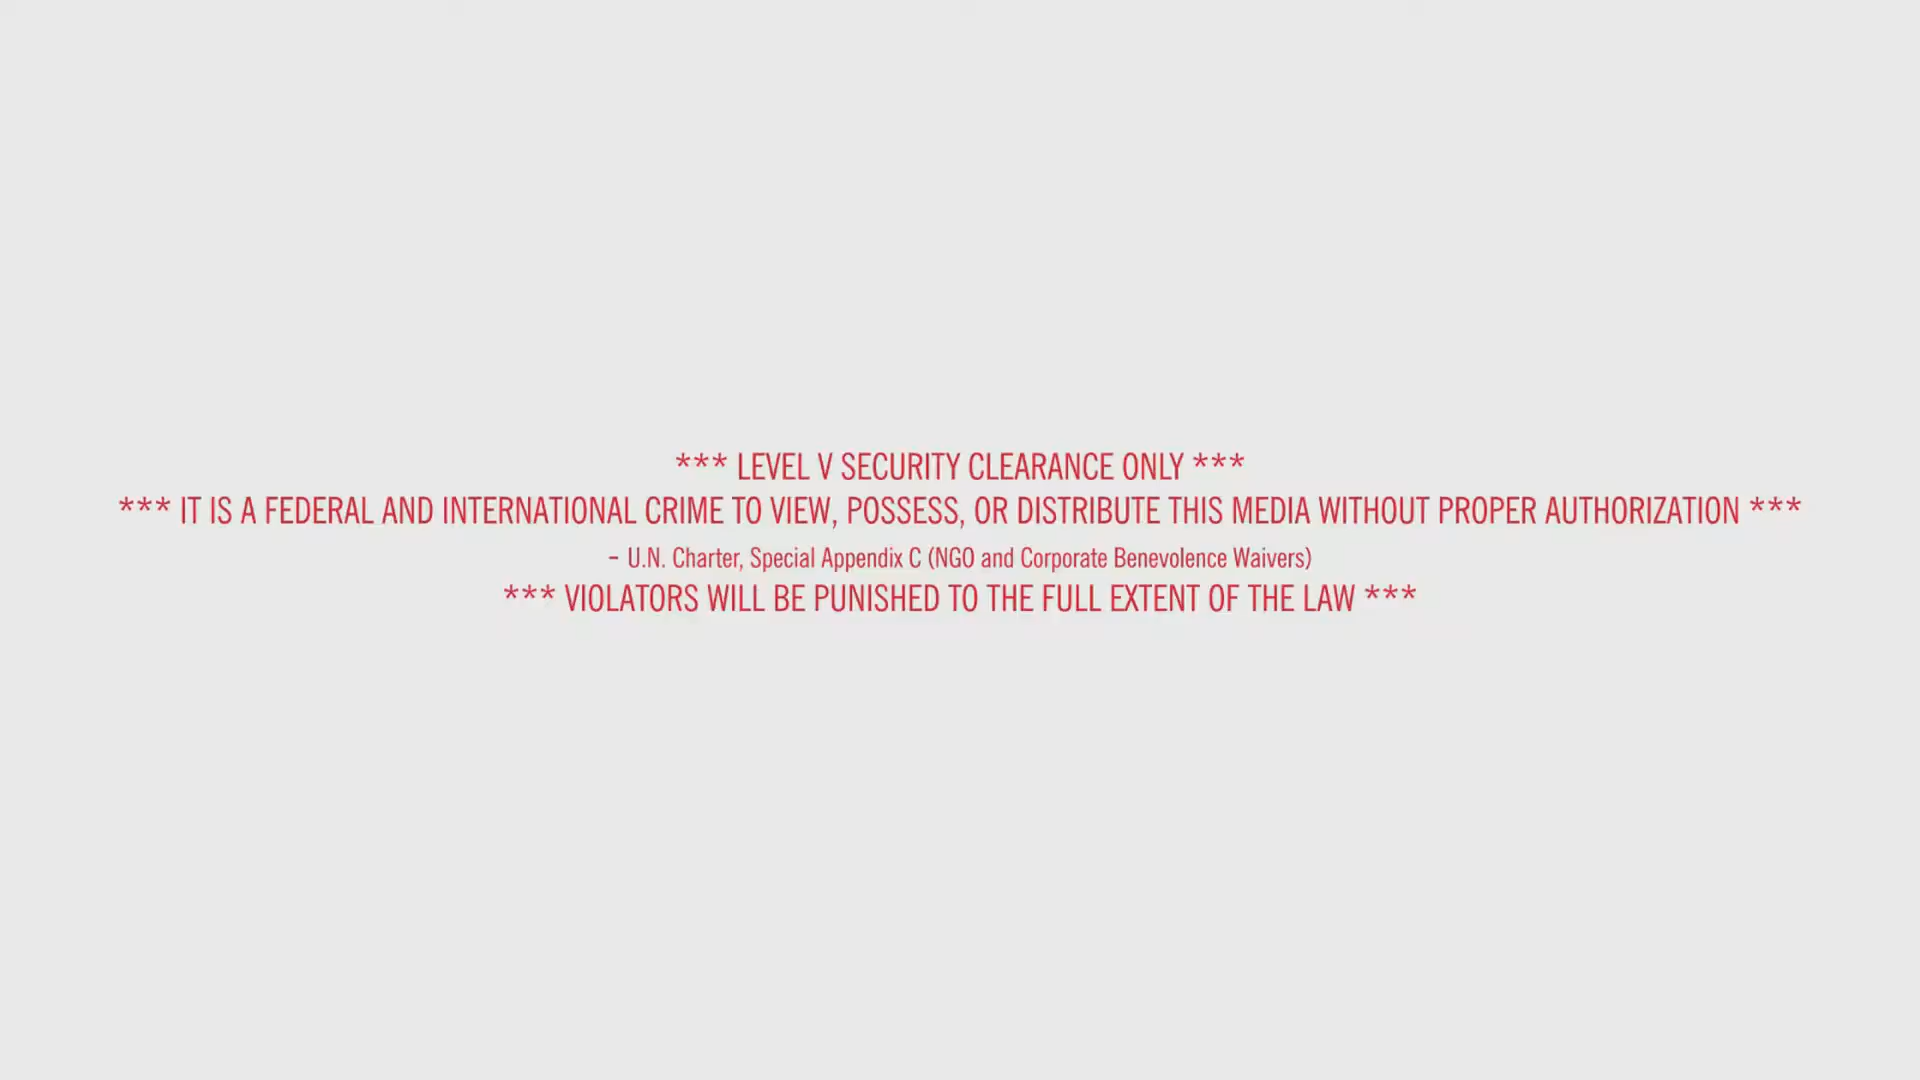 *** LEVEL V SECURITY CLEARANCE ONLY ***
*** IT IS A FEDERAL AND INTERNATIONAL CRIME TO VIEW, POSSESS, OR DISTRIBUTE THIS MEDIA WITHOUT PROPER AUTHORIZATION ***
– U.N. Charter, Special Appendix C (NGO and Corporate Benevolence Waivers)
*** VIOLATORS WILL BE PUNISHED TO THE FULL EXTENT OF THE LAW ***